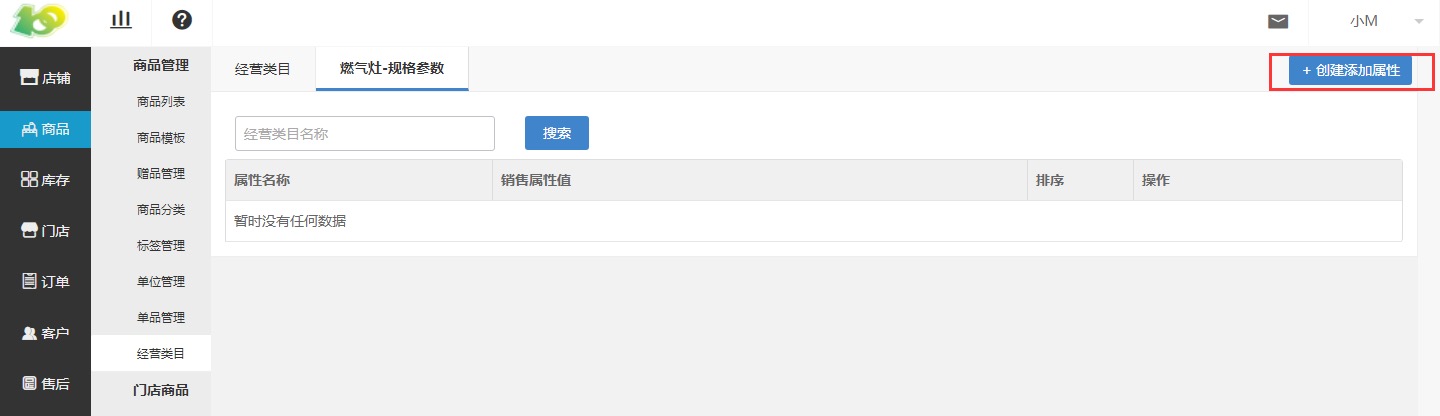 小M
店铺
商品
库存
门店
订单
客户
售后
商品管理
商品列表
商品模板
赠品管理
商品分类
标签管理
单位管理
单品管理
经营类目
门店商品
经营类目
燃气灶-规格参数
+ 创建添加属性
经营类目名称
搜索
属性名称 销售属性值 排序 操作
暂时没有任何数据